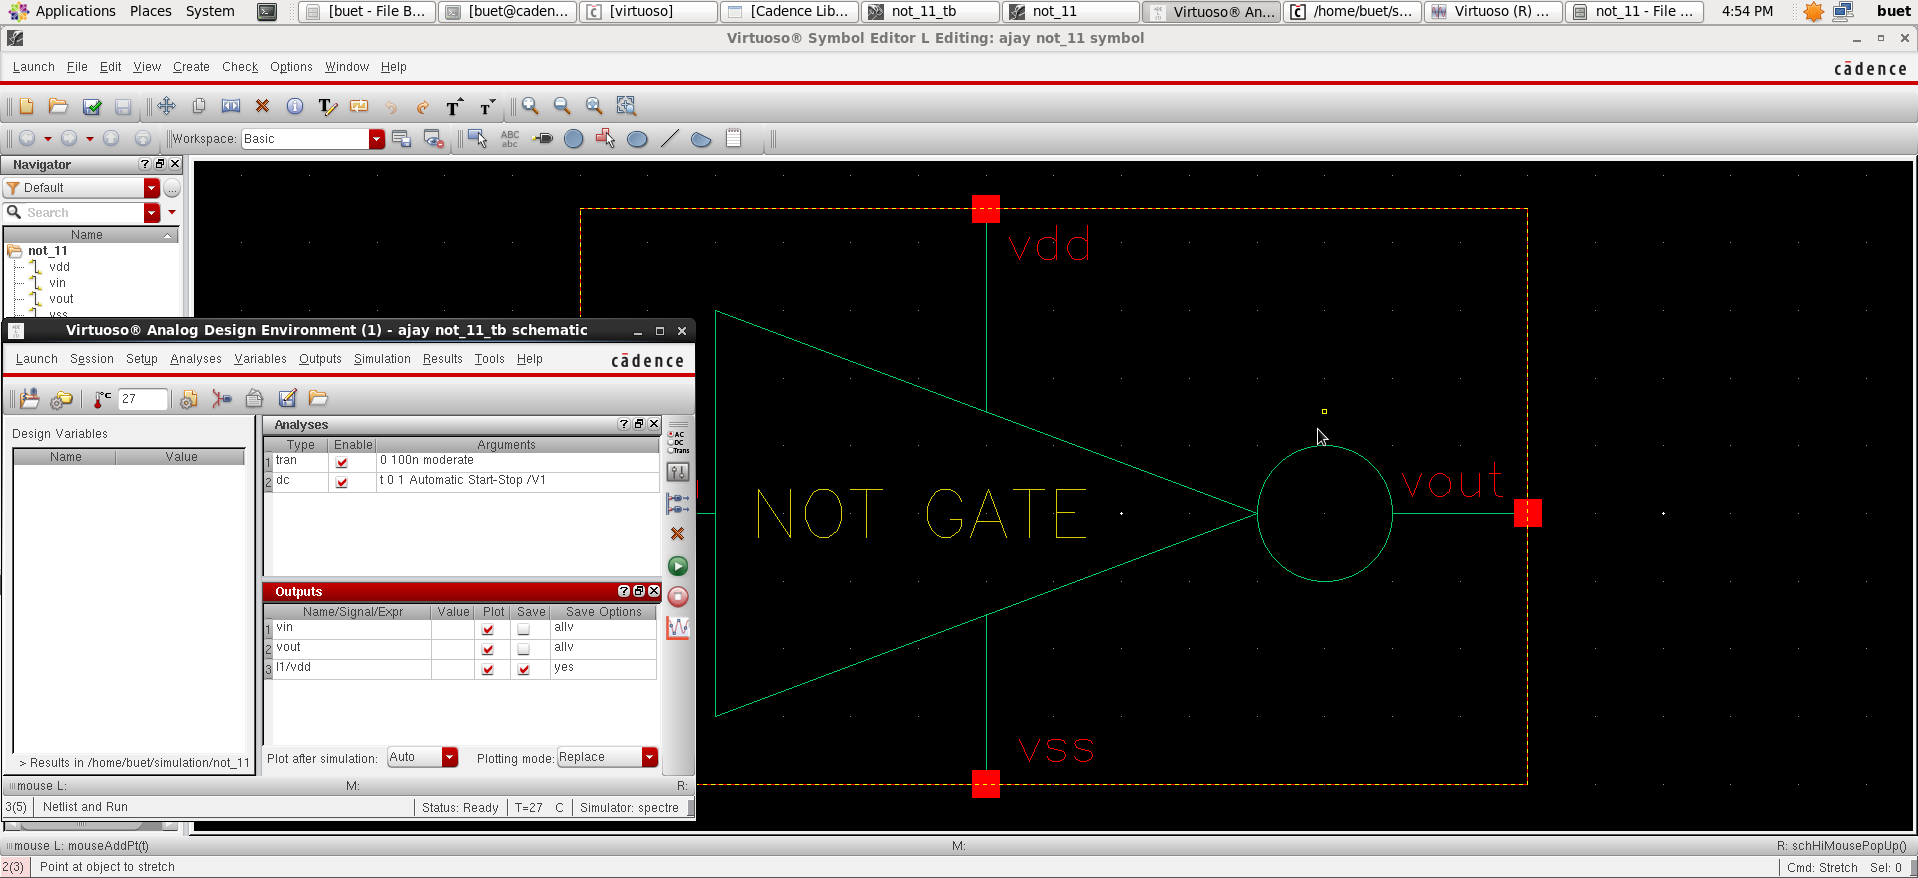 Applications Places System [buet - File B... [buet@caden... [virtuoso] [Cadence Lib... not_11_tb not_11 Virtuoso® An... /home/buet/s... Virtuoso (R) ... not_11 - File ... 4:54 PM buet
Virtuoso® Symbol Editor L Editing: ajay not_11 symbol
Launch File Edit View Create Check Options Window Help
cādence
Workspace: Basic
ABC
abc
Navigator
Default
Search
Name
not_11
vdd
vin
vout
vss
vdd
NOT GATE
vout
vss
Virtuoso® Analog Design Environment (1) - ajay not_11_tb schematic
Launch Session Setup Analyses Variables Outputs Simulation Results Tools Help
cādence
°C 27
Design Variables
Name Value
> Results in /home/buet/simulation/not_11
Analyses
Type Enable Arguments
1 tran 0 100n moderate
2 dc t 0 1 Automatic Start-Stop /V1
AC
DC
Trans
Outputs
Name/Signal/Expr Value Plot Save Save Options
1 vin allv
2 vout allv
3 I1/vdd yes
Plot after simulation: Auto Plotting mode: Replace
mouse L: M: R:
3(5) Netlist and Run Status: Ready T=27 C Simulator: spectre
mouse L: mouseAddPt(t) M: R: schHiMousePopUp()
2(3) Point at object to stretch Cmd: Stretch Sel: 0